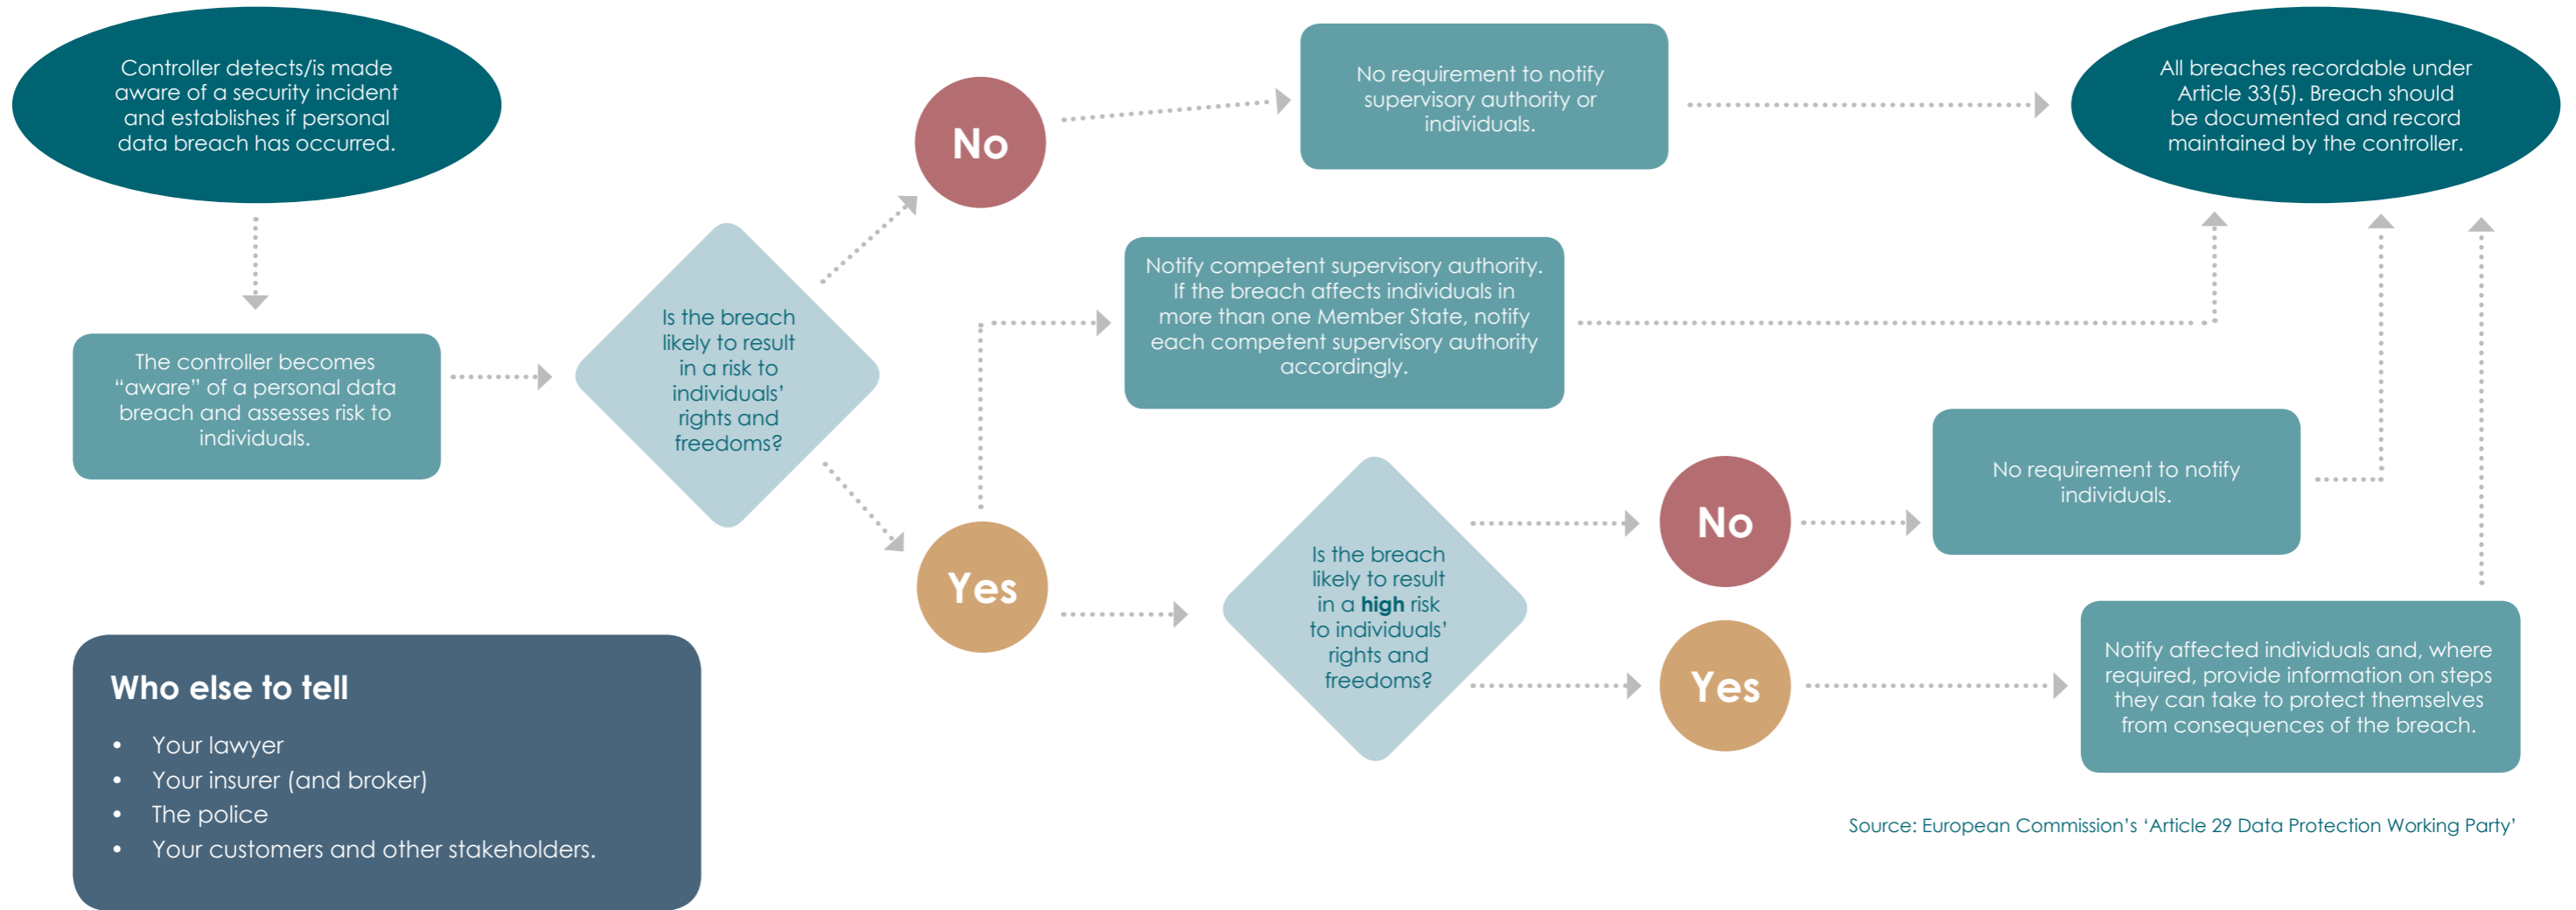 Controller detects/is made
aware of a security incident
and establishes if personal
data breach has occurred.
The controller becomes
“aware” of a personal data
breach and assesses risk to
individuals.
Is the breach
likely to result
in a risk to
individuals’
rights and
freedoms?
No
No requirement to notify
supervisory authority or
individuals.
All breaches recordable under
Article 33(5). Breach should
be documented and record
maintained by the controller.
Yes
Notify competent supervisory authority.
If the breach affects individuals in
more than one Member State, notify
each competent supervisory authority
accordingly.
Is the breach
likely to result
in a high risk
to individuals’
rights and
freedoms?
No
No requirement to notify
individuals.
Yes
Notify affected individuals and, where
required, provide information on steps
they can take to protect themselves
from consequences of the breach.
Who else to tell
• Your lawyer
• Your insurer (and broker)
• The police
• Your customers and other stakeholders.
Source: European Commission’s ‘Article 29 Data Protection Working Party’